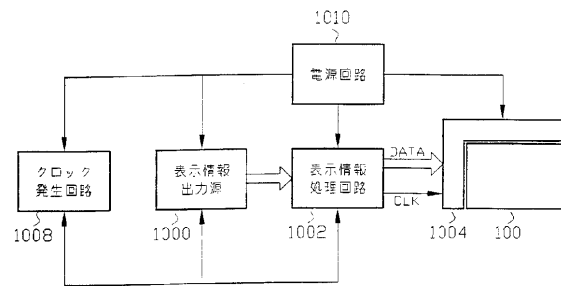 1010
電源回路
クロック
発生回路
表示情報
出力源
表示情報
処理回路
DATA
CLK
1008
1000
1002
1004
100